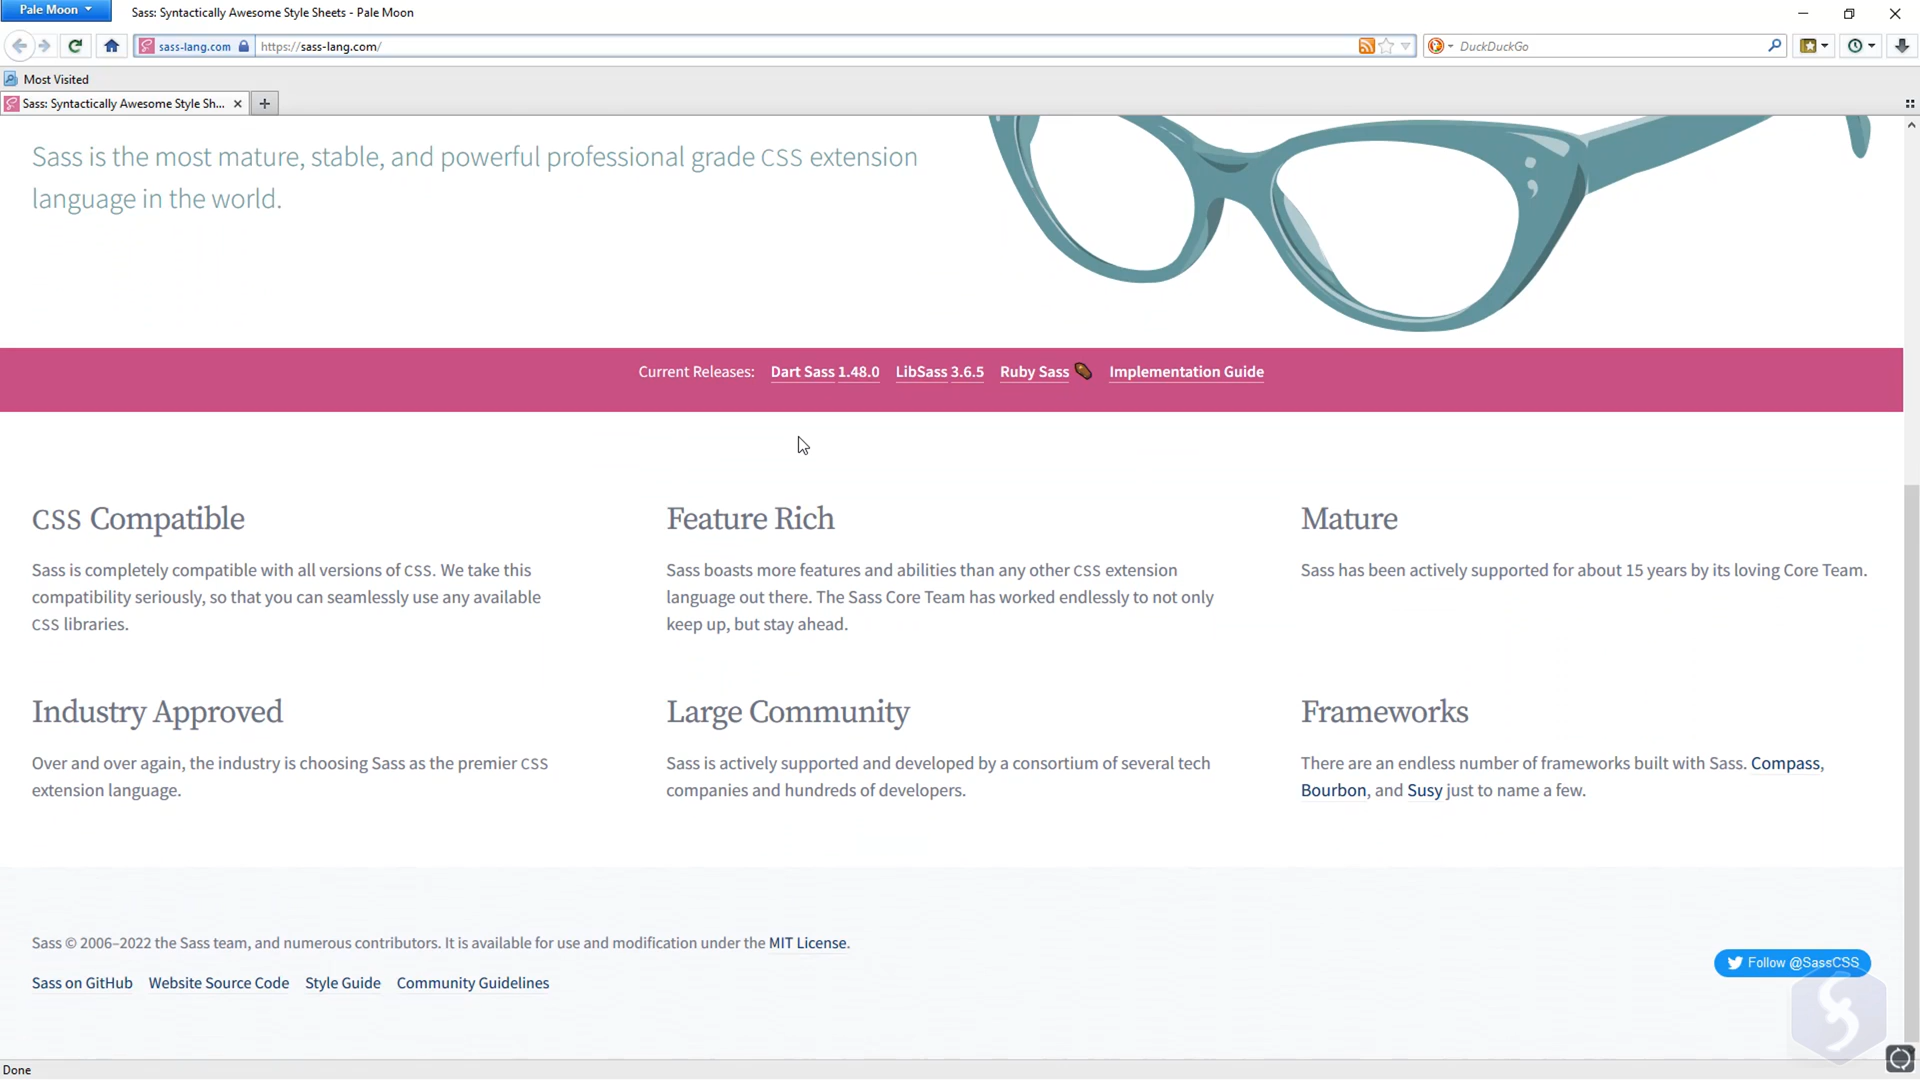 Pale Moon
Sass: Syntactically Awesome Style Sheets - Pale Moon
sass-lang.com
https://sass-lang.com/
DuckDuckGo
Most Visited
Sass: Syntactically Awesome Style Sh...
Sass is the most mature, stable, and powerful professional grade CSS extension
language in the world.
Current Releases: Dart Sass 1.48.0 LibSass 3.6.5 Ruby Sass Implementation Guide
CSS Compatible
Sass is completely compatible with all versions of CSS. We take this
compatibility seriously, so that you can seamlessly use any available
CSS libraries.
Feature Rich
Sass boasts more features and abilities than any other CSS extension
language out there. The Sass Core Team has worked endlessly to not only
keep up, but stay ahead.
Mature
Sass has been actively supported for about 15 years by its loving Core Team.
Industry Approved
Over and over again, the industry is choosing Sass as the premier CSS
extension language.
Large Community
Sass is actively supported and developed by a consortium of several tech
companies and hundreds of developers.
Frameworks
There are an endless number of frameworks built with Sass. Compass,
Bourbon, and Susy just to name a few.
Sass © 2006–2022 the Sass team, and numerous contributors. It is available for use and modification under the MIT License.
Sass on GitHub Website Source Code Style Guide Community Guidelines
Follow @SassCSS
Done